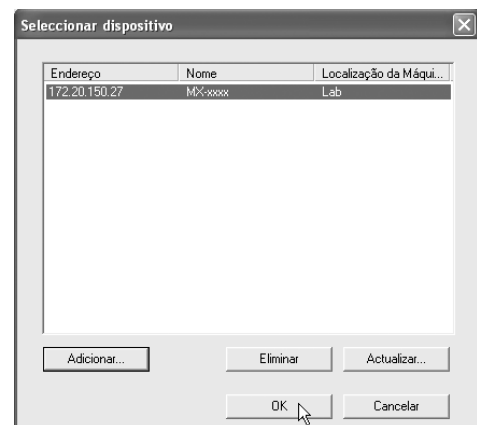 Seleccionar dispositivo
Endereço Nome Localização da Máqui...
172.20.150.27 MX-xxxx Lab
Adicionar... Eliminar Actualizar...
OK Cancelar